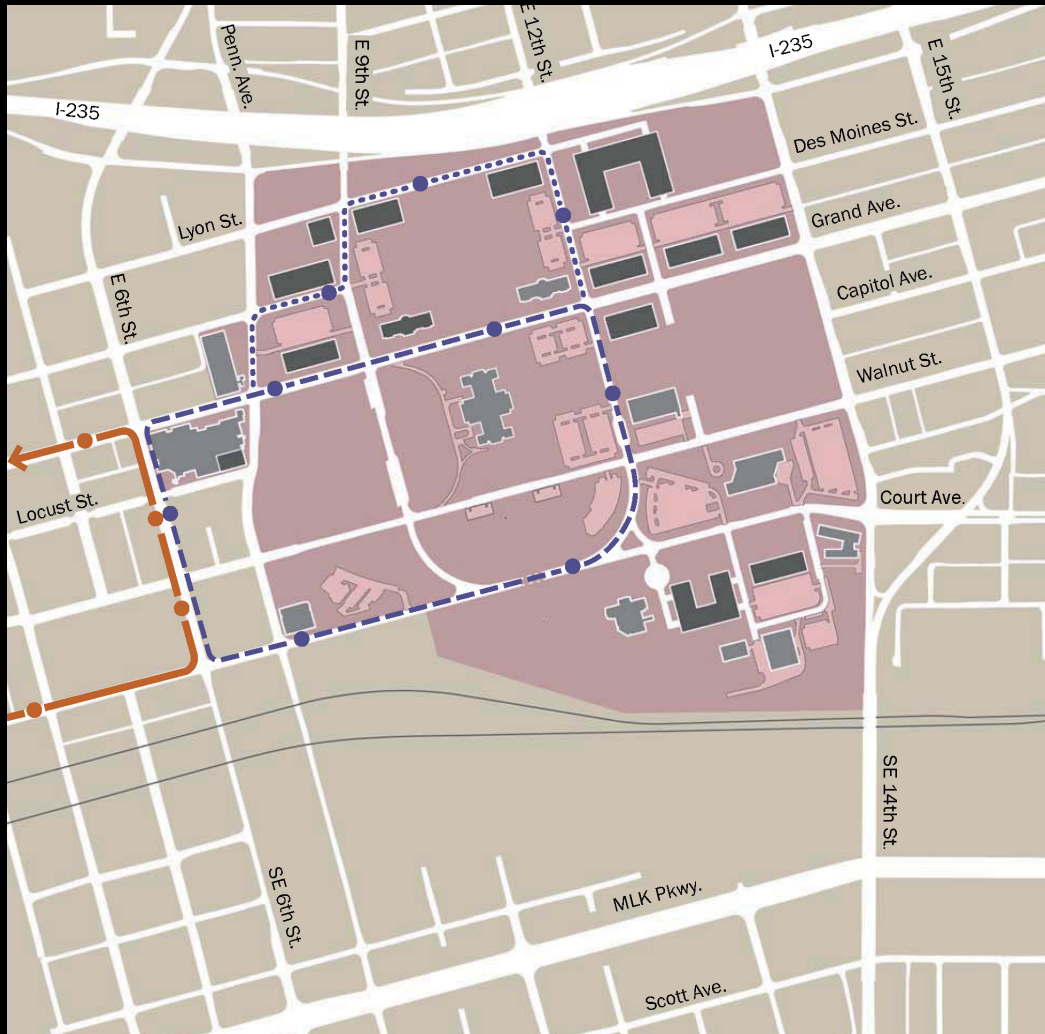 Penn. Ave.
E 9th St.
E 12th St.
I-235
E 15th St.
I-235
Des Moines St.
Lyon St.
Grand Ave.
E 6th St.
Capitol Ave.
Walnut St.
Locust St.
Court Ave.
SE 14th St.
SE 6th St.
MLK Pkwy.
Scott Ave.